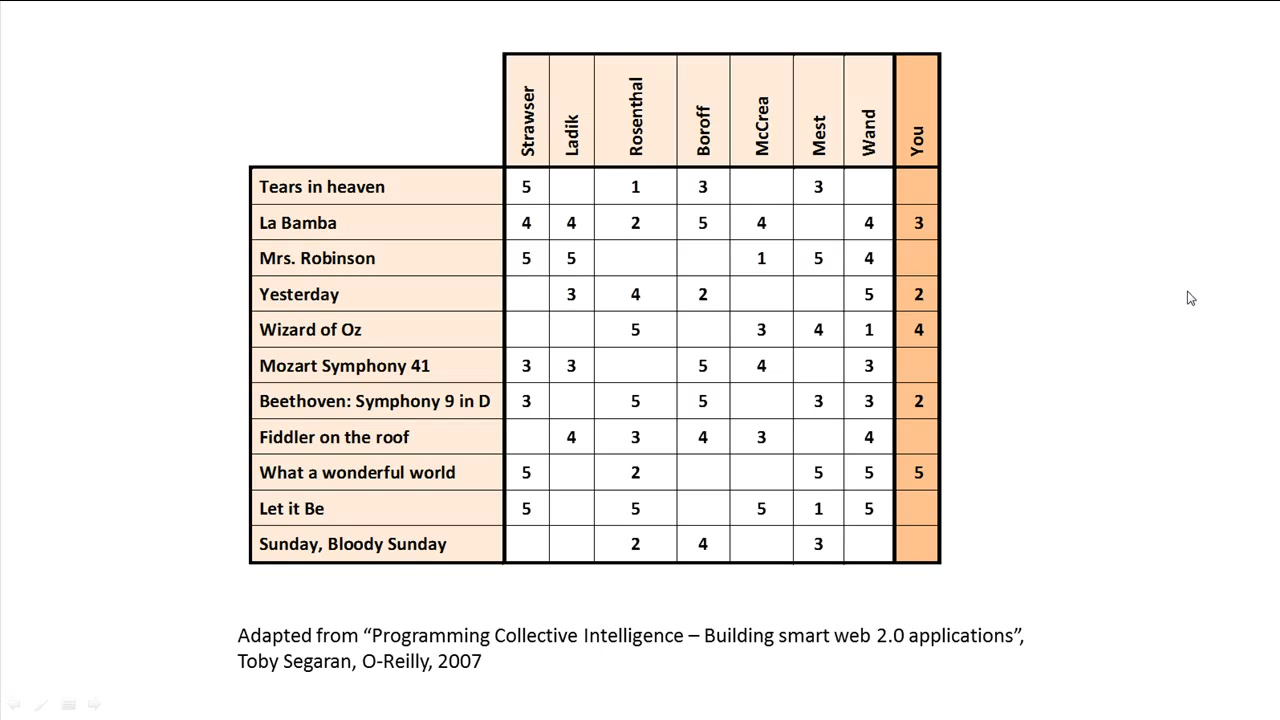 Strawser Ladik Rosenthal Boroff McCrea Mest Wand You
Tears in heaven 5 1 3 3
La Bamba 4 4 2 5 4 4 3
Mrs. Robinson 5 5 1 5 4
Yesterday 3 4 2 5 2
Wizard of Oz 5 3 4 1 4
Mozart Symphony 41 3 3 5 4 3
Beethoven: Symphony 9 in D 3 5 5 3 3 2
Fiddler on the roof 4 3 4 3 4
What a wonderful world 5 2 5 5 5
Let it Be 5 5 5 1 5
Sunday, Bloody Sunday 2 4 3
Adapted from “Programming Collective Intelligence – Building smart web 2.0 applications”,
Toby Segaran, O-Reilly, 2007